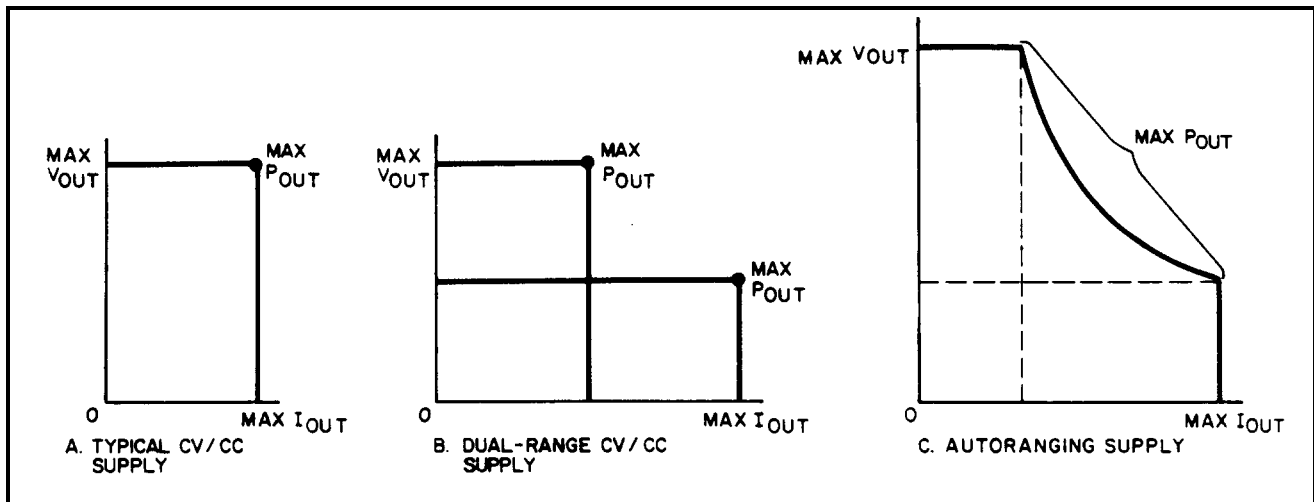 MAX
VOUT
MAX
POUT
0
MAX IOUT
A. TYPICAL CV/CC
SUPPLY
MAX
VOUT
MAX
POUT
MAX
POUT
0
MAX IOUT
B. DUAL-RANGE CV/CC
SUPPLY
MAX VOUT
MAX POUT
0
MAX IOUT
C. AUTORANGING SUPPLY